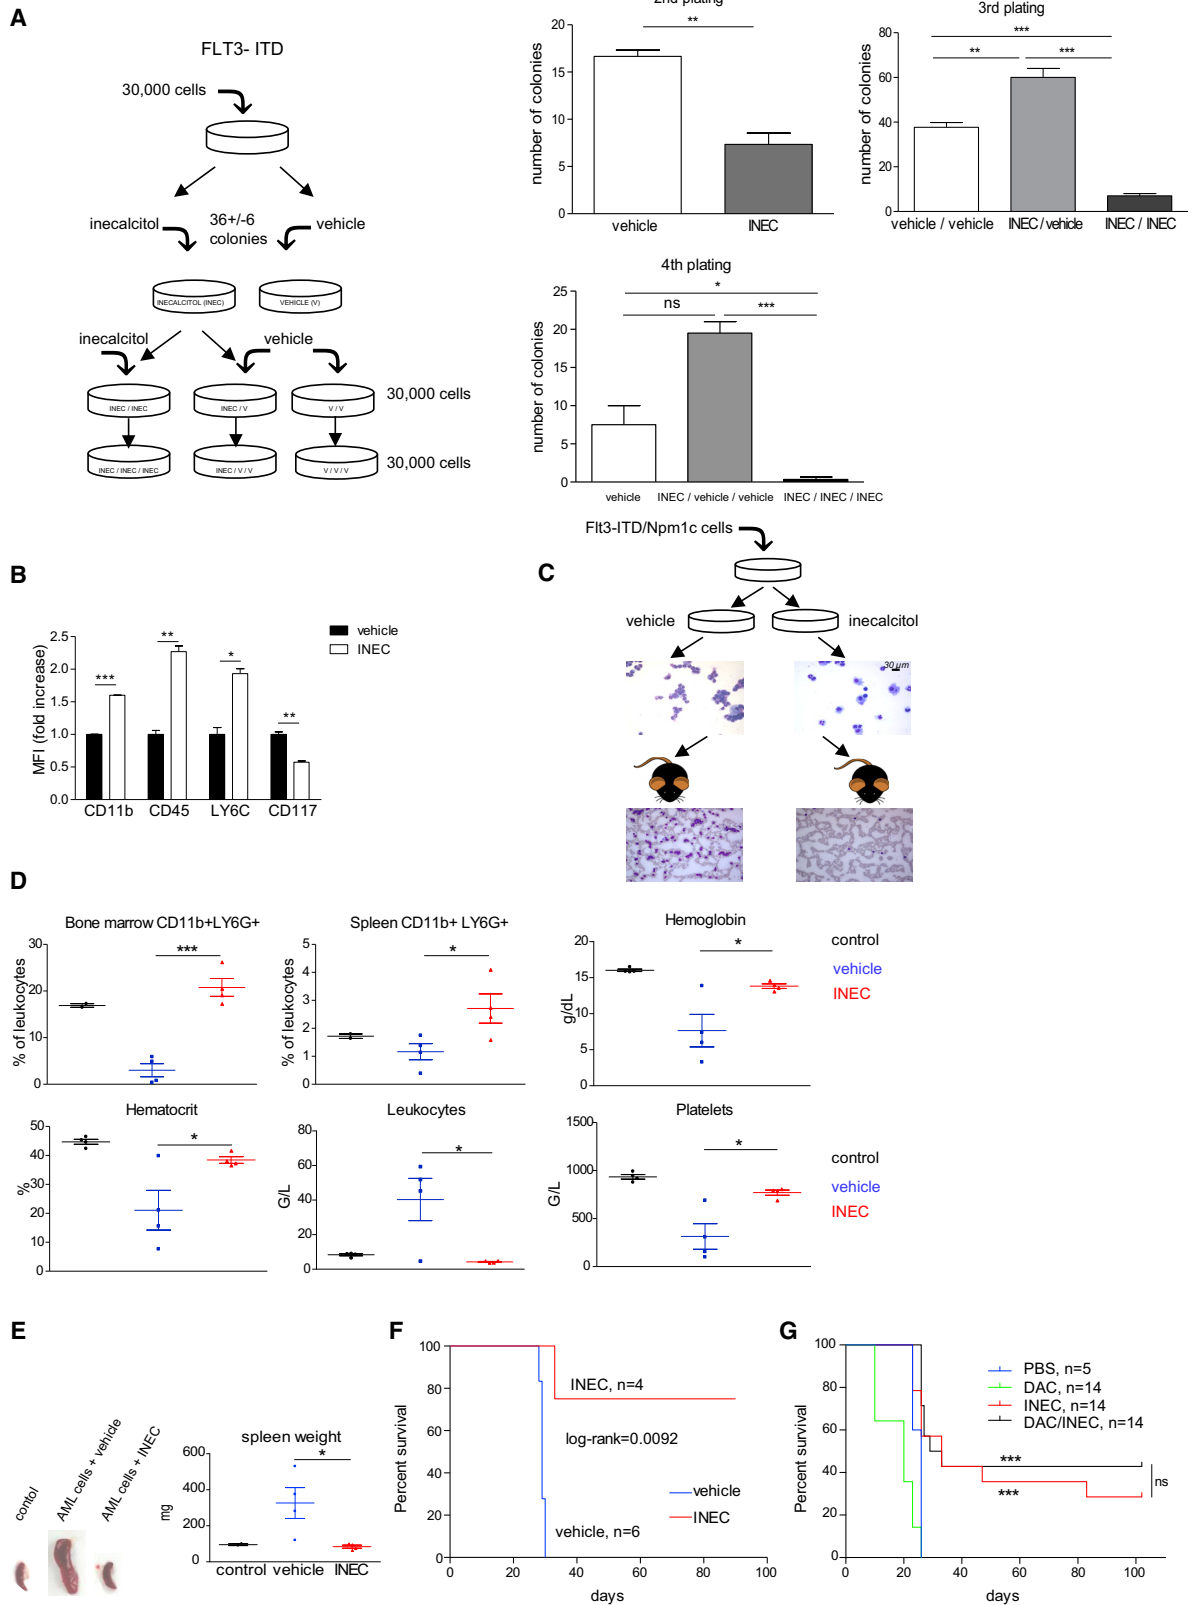 A
FLT3- ITD
30,000 cells
inecalcitol
36+/-6
colonies
vehicle
INECALCITOL (INEC)
VEHICLE (V)
inecalcitol
vehicle
INEC / INEC
INEC / V
V / V
30,000 cells
INEC / INEC / INEC
INEC / V / V
V / V / V
30,000 cells
2nd plating
**
number of colonies
20
15
10
5
0
vehicle
INEC
3rd plating
***
**
***
number of colonies
80
60
40
20
0
vehicle / vehicle
INEC / vehicle
INEC / INEC
4th plating
*
ns
***
number of colonies
25
20
15
10
5
0
vehicle
INEC / vehicle / vehicle
INEC / INEC / INEC
B
vehicle
INEC
MFI (fold increase)
2.5
2.0
1.5
1.0
0.5
0.0
***
**
*
**
CD11b
CD45
LY6C
CD117
C
Flt3-ITD/Npm1c cells
vehicle
inecalcitol
30 µm
D
Bone marrow CD11b+LY6G+
% of leukocytes
30
20
10
0
***
Spleen CD11b+ LY6G+
% of leukocytes
5
4
3
2
1
0
*
Hemoglobin
g/dL
20
15
10
5
0
*
control
vehicle
INEC
Hematocrit
%
50
40
30
20
10
0
*
Leukocytes
G/L
80
60
40
20
0
*
Platelets
G/L
1500
1000
500
0
*
control
vehicle
INEC
E
contol
AML cells + vehicle
AML cells + INEC
spleen weight
mg
600
400
200
0
*
control
vehicle
INEC
F
Percent survival
100
80
60
40
20
0
INEC, n=4
log-rank=0.0092
vehicle
INEC
vehicle, n=6
0
20
40
60
80
100
days
G
Percent survival
100
80
60
40
20
0
PBS, n=5
DAC, n=14
INEC, n=14
DAC/INEC, n=14
***
***
ns
0
20
40
60
80
100
days